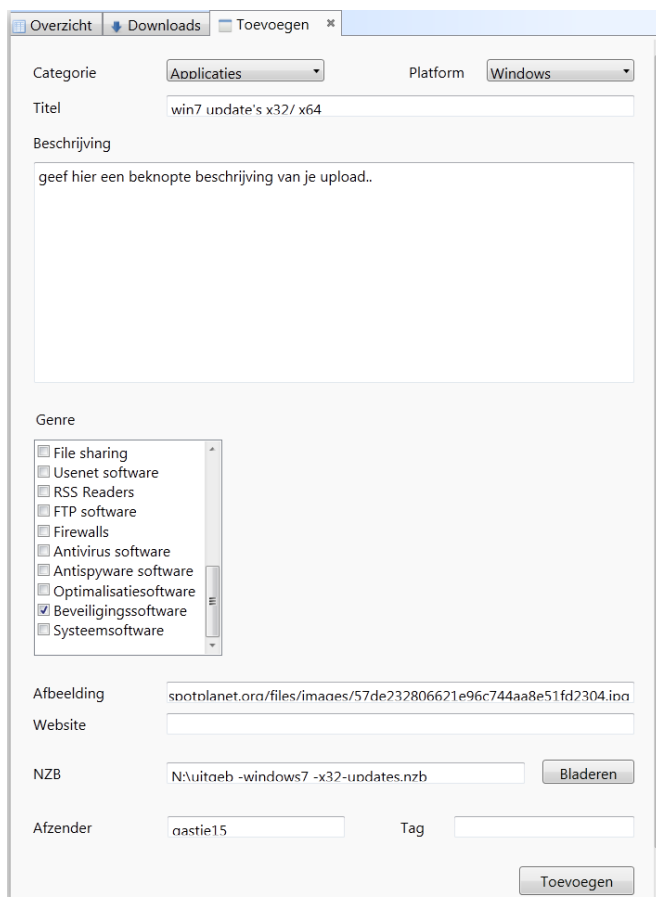 Overzicht Downloads Toevoegen
Categorie Applicaties Platform Windows
Titel win7 update's x32/ x64
Beschrijving
geef hier een beknopte beschrijving van je upload..
Genre
File sharing
Usenet software
RSS Readers
FTP software
Firewalls
Antivirus software
Antispyware software
Optimalisatiesoftware
Beveiligingssoftware
Systeemsoftware
Afbeelding spotplanet.org/files/images/57de232806621e96c744aa8e51fd2304.jpg
Website
NZB N:\uitgeb -windows7 -x32-updates.nzb Bladeren
Afzender gastie15 Tag
Toevoegen